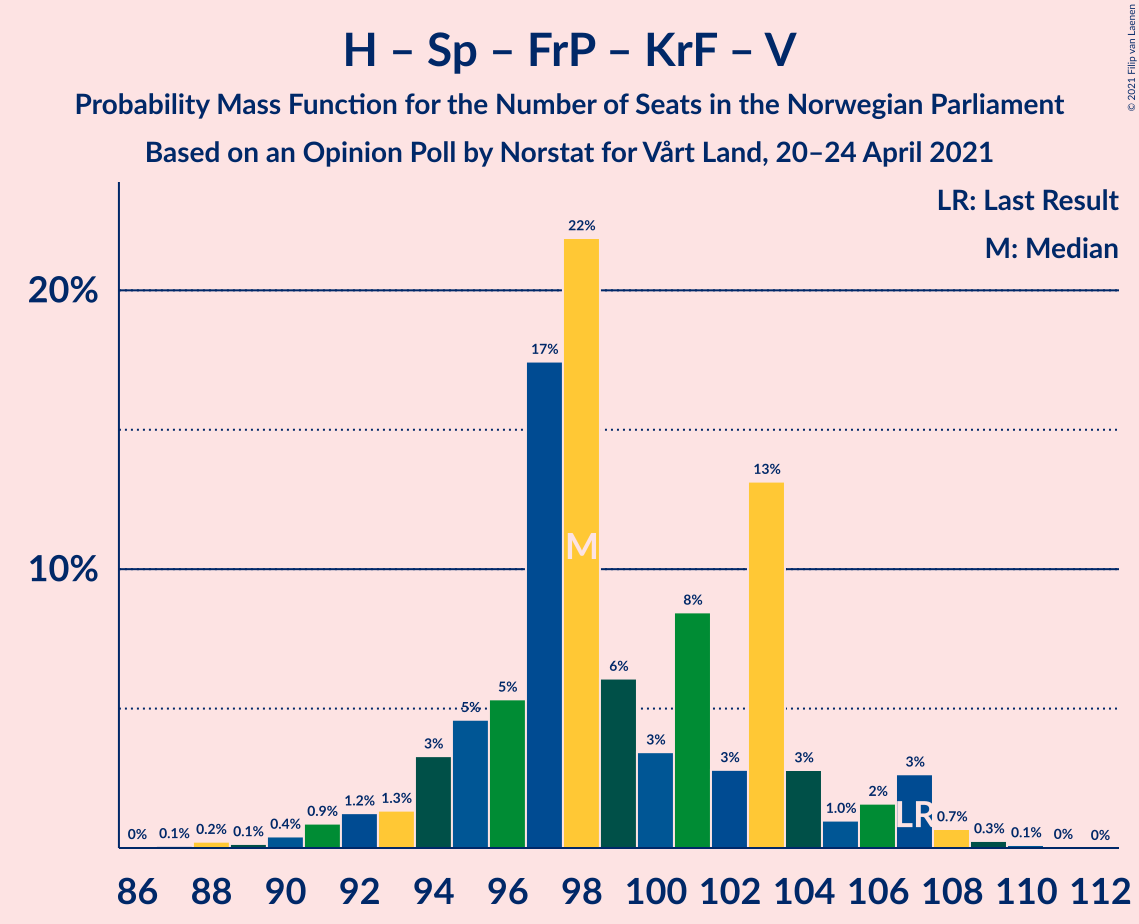 H – Sp – FrP – KrF – V
Probability Mass Function for the Number of Seats in the Norwegian Parliament
Based on an Opinion Poll by Norstat for Vårt Land, 20–24 April 2021
© 2021 Filip van Laenen
LR: Last Result
M: Median
20%
10%
0% 0.1% 0.2% 0.1% 0.4% 0.9% 1.2% 1.3% 3% 5% 5% 17% 22% 6% 3% 8% 3% 13% 3% 1.0% 2% 3% 0.7% 0.3% 0.1% 0% 0%
M
LR
86 88 90 92 94 96 98 100 102 104 106 108 110 112